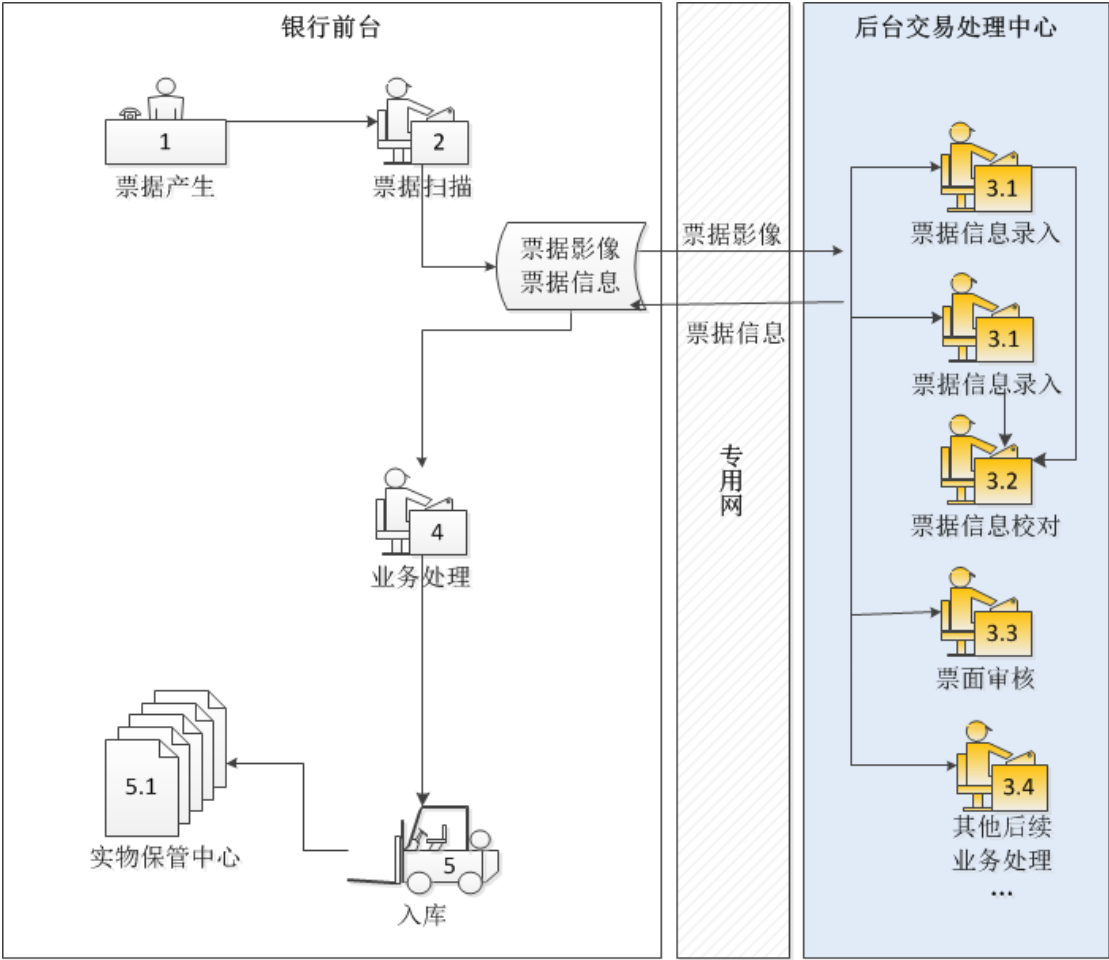 银行前台
1
票据产生
2
票据扫描
票据影像
票据信息
4
业务处理
5.1
实物保管中心
5
入库
票据影像
票据信息
专用网
后台交易处理中心
3.1
票据信息录入
3.1
票据信息录入
3.2
票据信息校对
3.3
票面审核
3.4
其他后续
业务处理
...